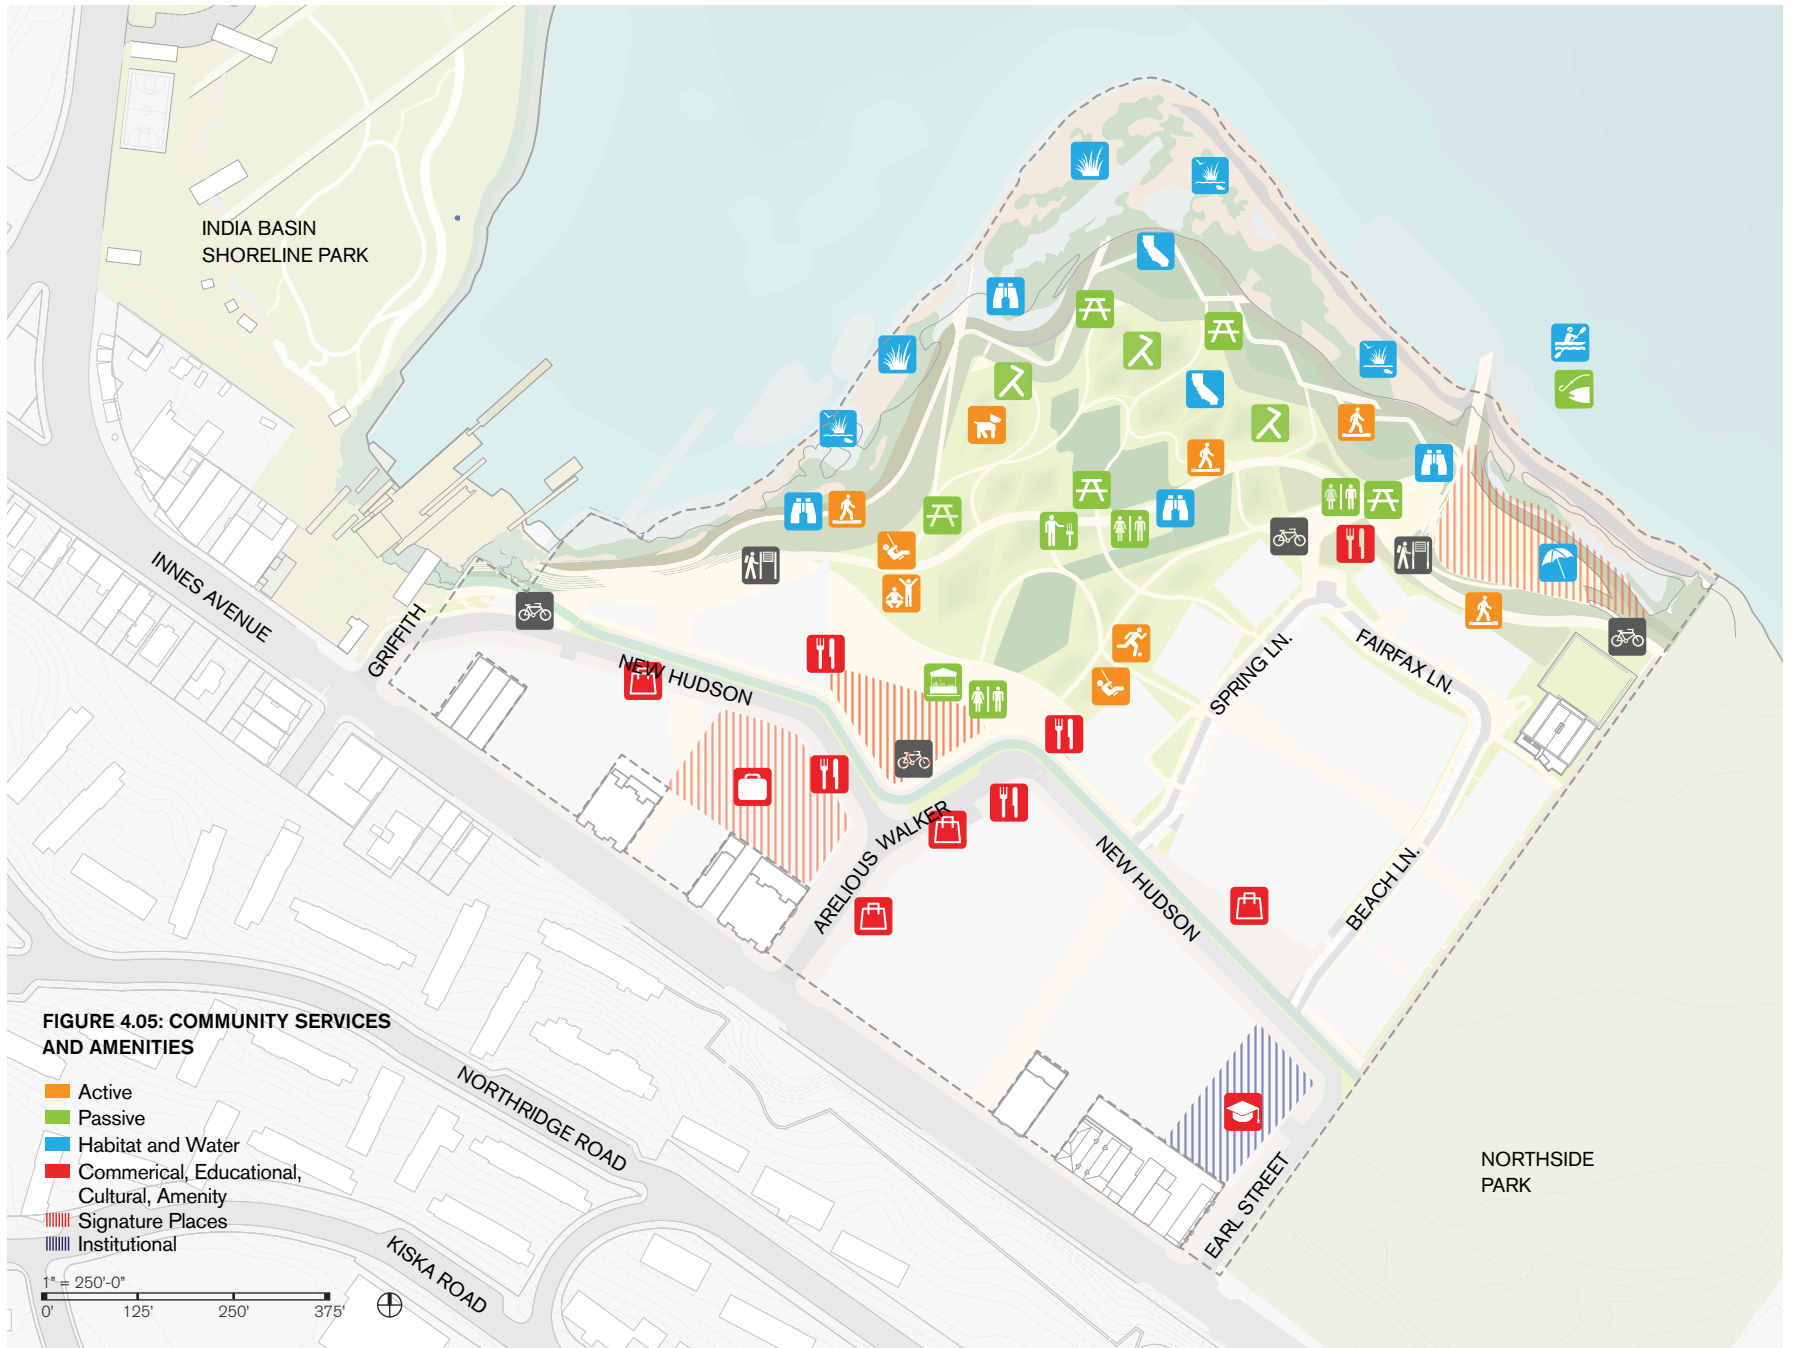 INDIA BASIN
SHORELINE PARK
INNES AVENUE
GRIFFITH
NEW HUDSON
SPRING LN.
FAIRFAX LN.
ARELIOUS WALKER
NEW HUDSON
BEACH LN.
EARL STREET
NORTHSIDE
PARK
NORTHRIDGE ROAD
KISKA ROAD
FIGURE 4.05: COMMUNITY SERVICES
AND AMENITIES
Active
Passive
Habitat and Water
Commerical, Educational,
Cultural, Amenity
Signature Places
Institutional
1" = 250'-0"
0' 125' 250' 375'